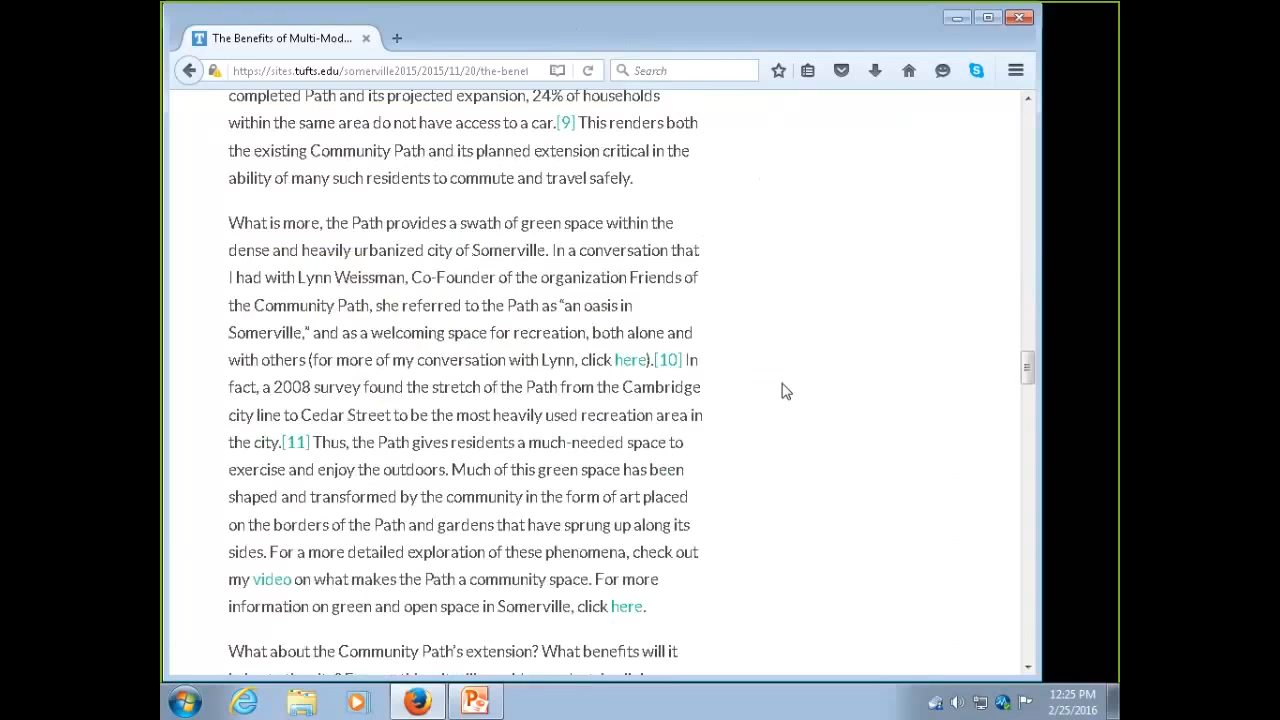 The Benefits of Multi-Mod...
https://sites.tufts.edu/somerville2015/2015/11/20/the-benel
Search
completed Path and its projected expansion, 24% of households
within the same area do not have access to a car.[9] This renders both
the existing Community Path and its planned extension critical in the
ability of many such residents to commute and travel safely.
What is more, the Path provides a swath of green space within the
dense and heavily urbanized city of Somerville. In a conversation that
I had with Lynn Weissman, Co-Founder of the organization Friends of
the Community Path, she referred to the Path as “an oasis in
Somerville,” and as a welcoming space for recreation, both alone and
with others (for more of my conversation with Lynn, click here).[10] In
fact, a 2008 survey found the stretch of the Path from the Cambridge
city line to Cedar Street to be the most heavily used recreation area in
the city.[11] Thus, the Path gives residents a much-needed space to
exercise and enjoy the outdoors. Much of this green space has been
shaped and transformed by the community in the form of art placed
on the borders of the Path and gardens that have sprung up along its
sides. For a more detailed exploration of these phenomena, check out
my video on what makes the Path a community space. For more
information on green and open space in Somerville, click here.
What about the Community Path’s extension? What benefits will it
12:25 PM
2/25/2016